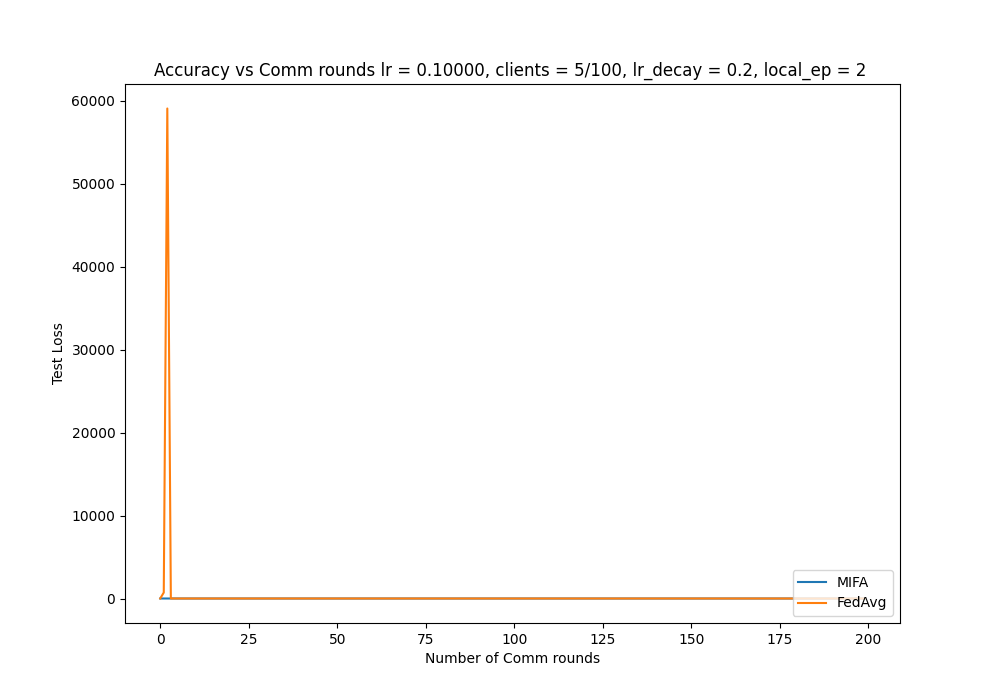 Accuracy vs Comm rounds lr = 0.10000, clients = 5/100, lr_decay = 0.2, local_ep = 2
60000
50000
40000
30000
20000
10000
0
Test Loss
0 25 50 75 100 125 150 175 200
Number of Comm rounds
MIFA
FedAvg